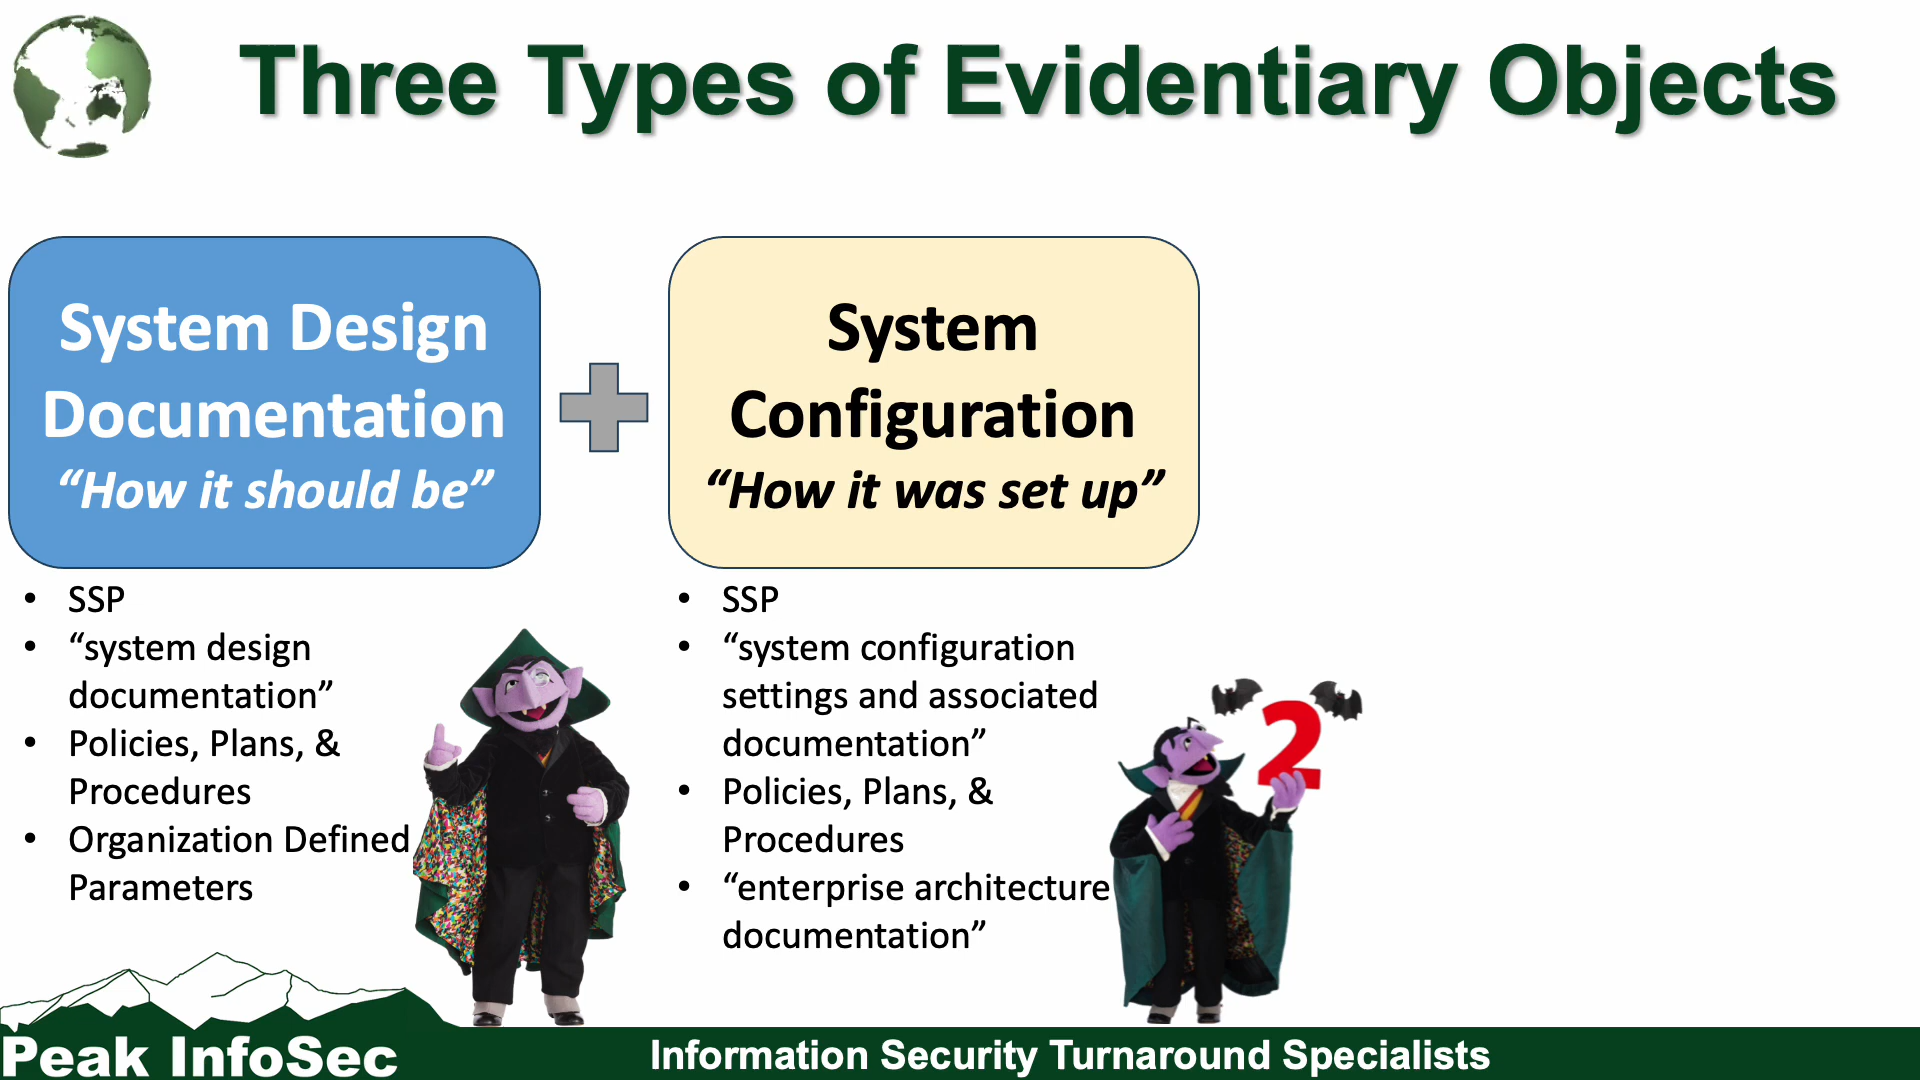 Three Types of Evidentiary Objects
System Design
Documentation
“How it should be”
• SSP
• “system design
documentation”
• Policies, Plans, &
Procedures
• Organization Defined
Parameters
System
Configuration
“How it was set up”
• SSP
• “system configuration
settings and associated
documentation”
• Policies, Plans, &
Procedures
• “enterprise architecture
documentation”
2
Peak InfoSec
Information Security Turnaround Specialists